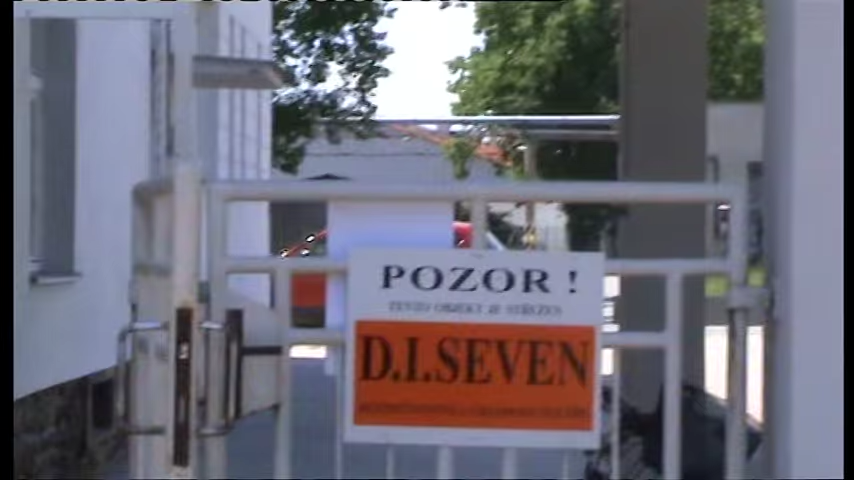 POZOR !
TENTO OBJEKT JE STŘEŽEN
D.I.SEVEN